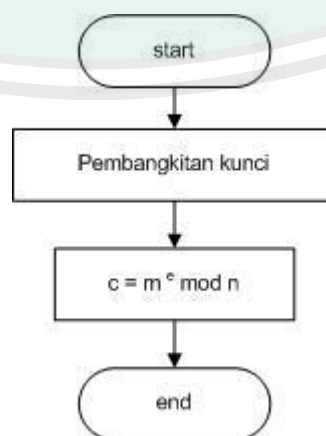 start
Pembangkitan kunci
c = m ᵉ mod n
end